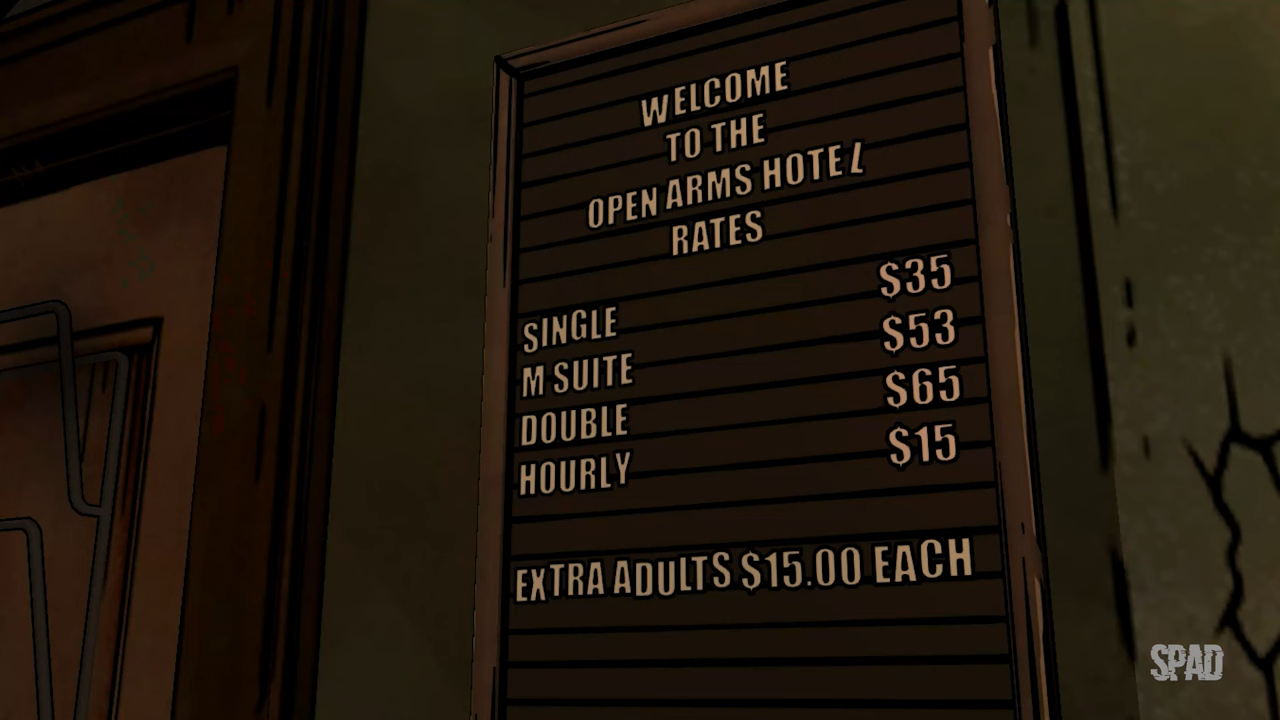 WELCOME
TO THE
OPEN ARMS HOTEL
RATES
SINGLE $35
M SUITE $53
DOUBLE $65
HOURLY $15
EXTRA ADULTS $15.00 EACH
SPAD